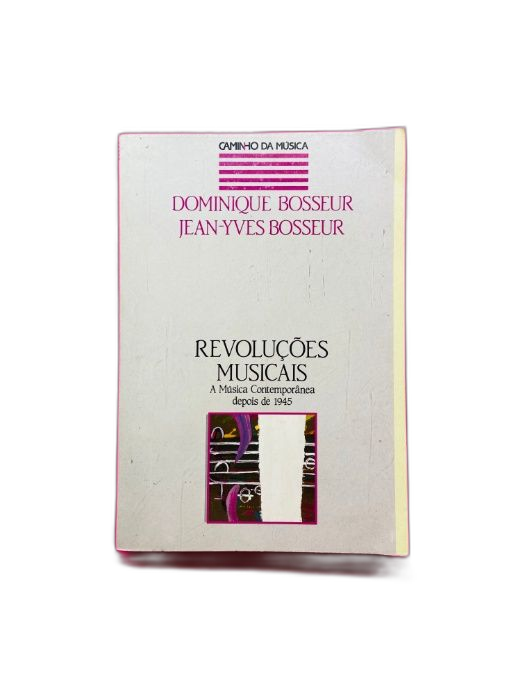 CAMINHO DA MÚSICA
DOMINIQUE BOSSEUR
JEAN-YVES BOSSEUR
REVOLUÇÕES
MUSICAIS
A Música Contemporânea
depois de 1945